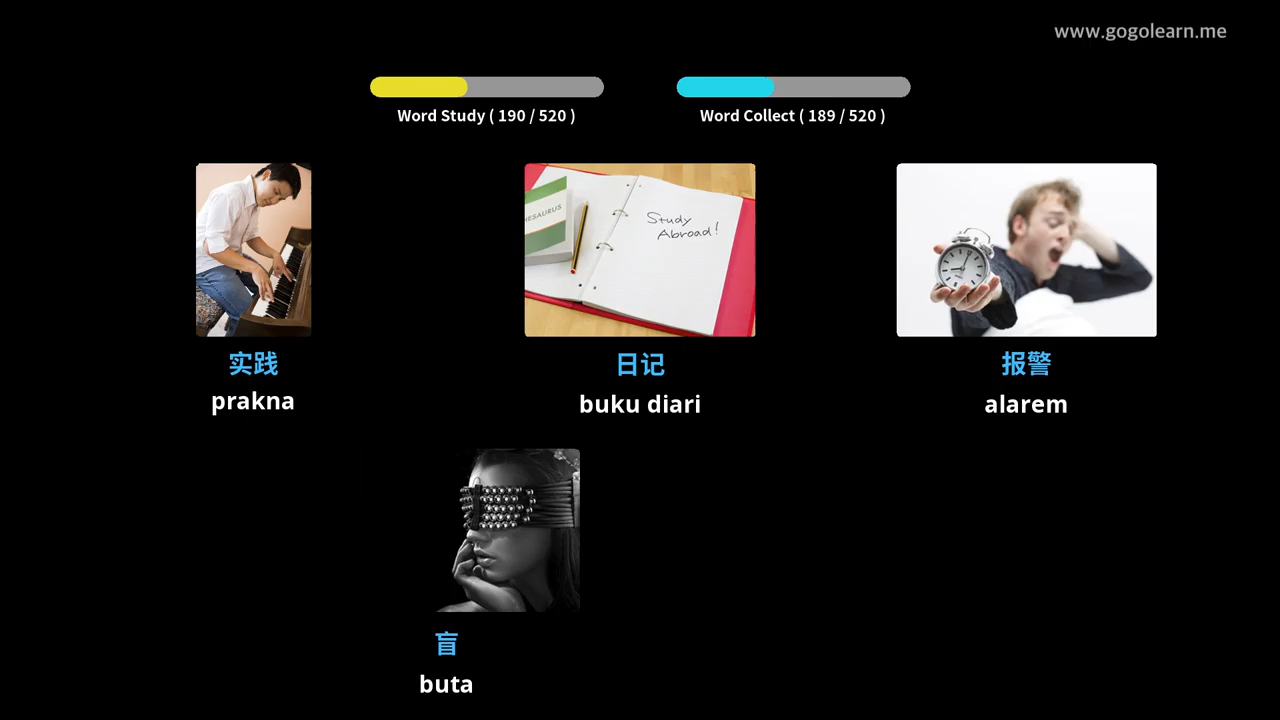 www.gogolearn.me
Word Study ( 190 / 520 )
Word Collect ( 189 / 520 )
THESAURUS
Study
Abroad!
实践
日记
报警
prakna
buku diari
alarem
盲
buta